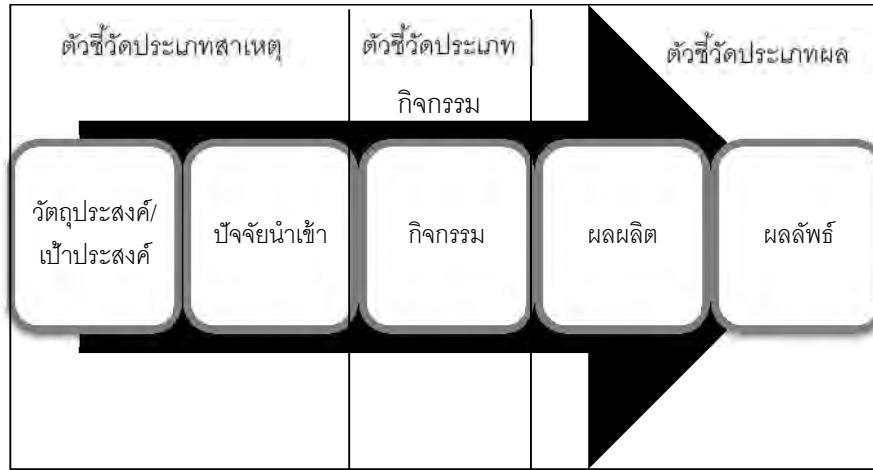 ตัวชี้วัดประเภทสาเหตุ
ตัวชี้วัดประเภท
กิจกรรม
ตัวชี้วัดประเภทผล
วัตถุประสงค์/
เป้าประสงค์
ปัจจัยนำเข้า
กิจกรรม
ผลผลิต
ผลลัพธ์